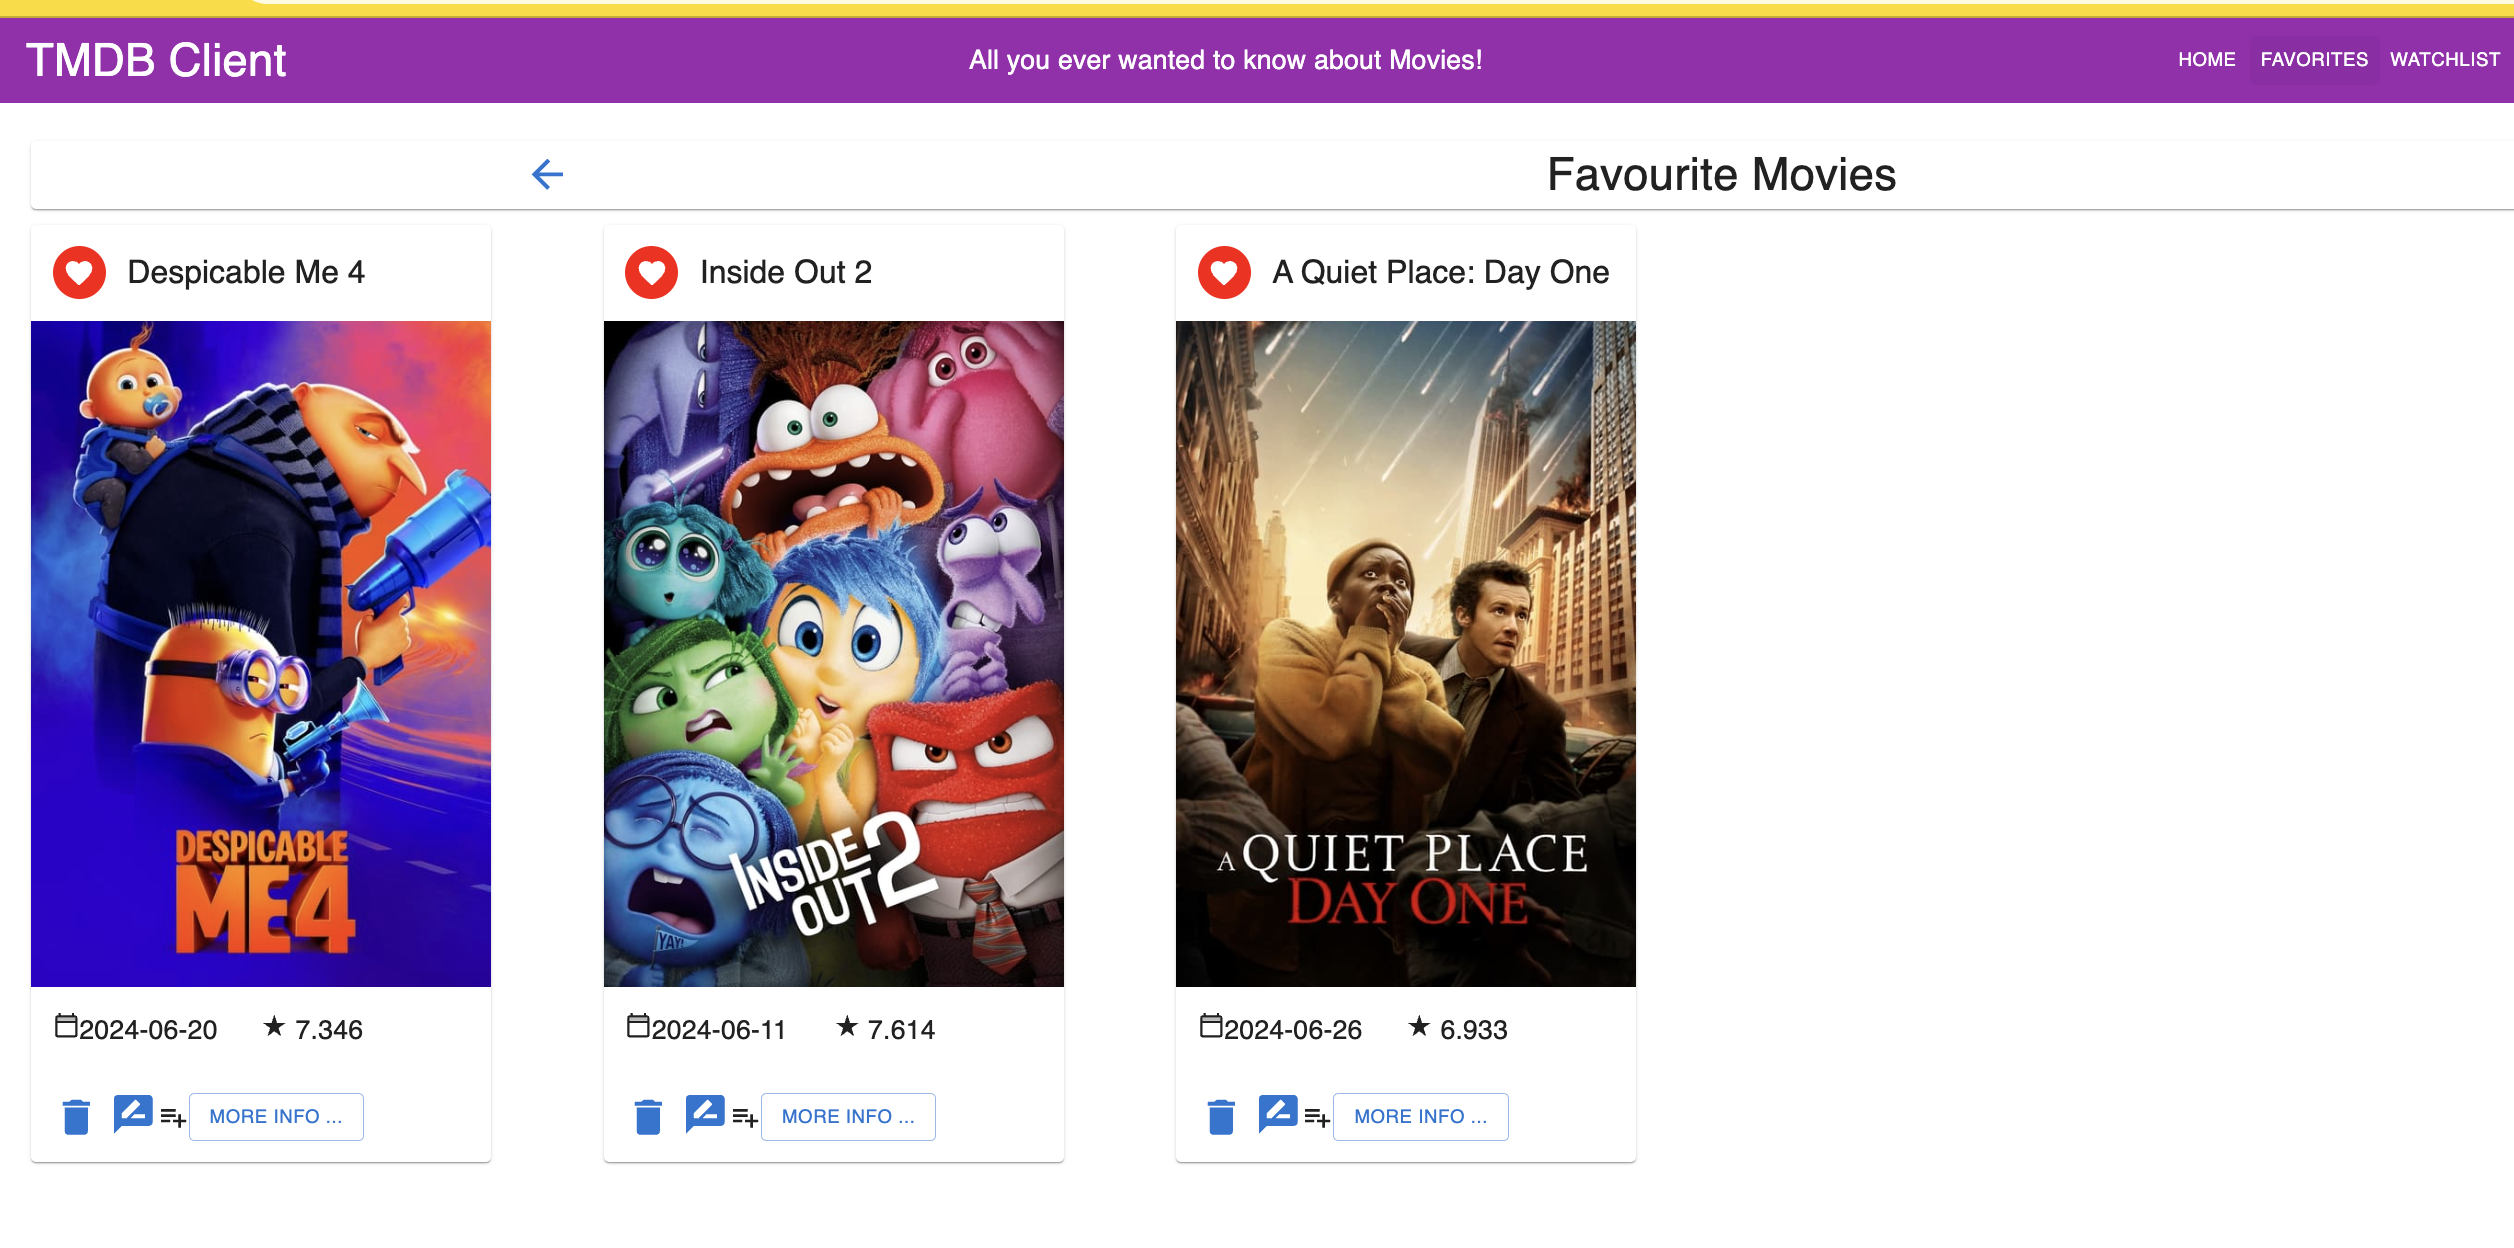 TMDB Client
All you ever wanted to know about Movies!
HOME FAVORITES WATCHLIST
Favourite Movies
Despicable Me 4
Inside Out 2
A Quiet Place: Day One
DESPICABLE
ME4
YAY!
INSIDE
OUT 2
A QUIET PLACE
DAY ONE
2024-06-20 7.346
2024-06-11 7.614
2024-06-26 6.933
MORE INFO ...
MORE INFO ...
MORE INFO ...